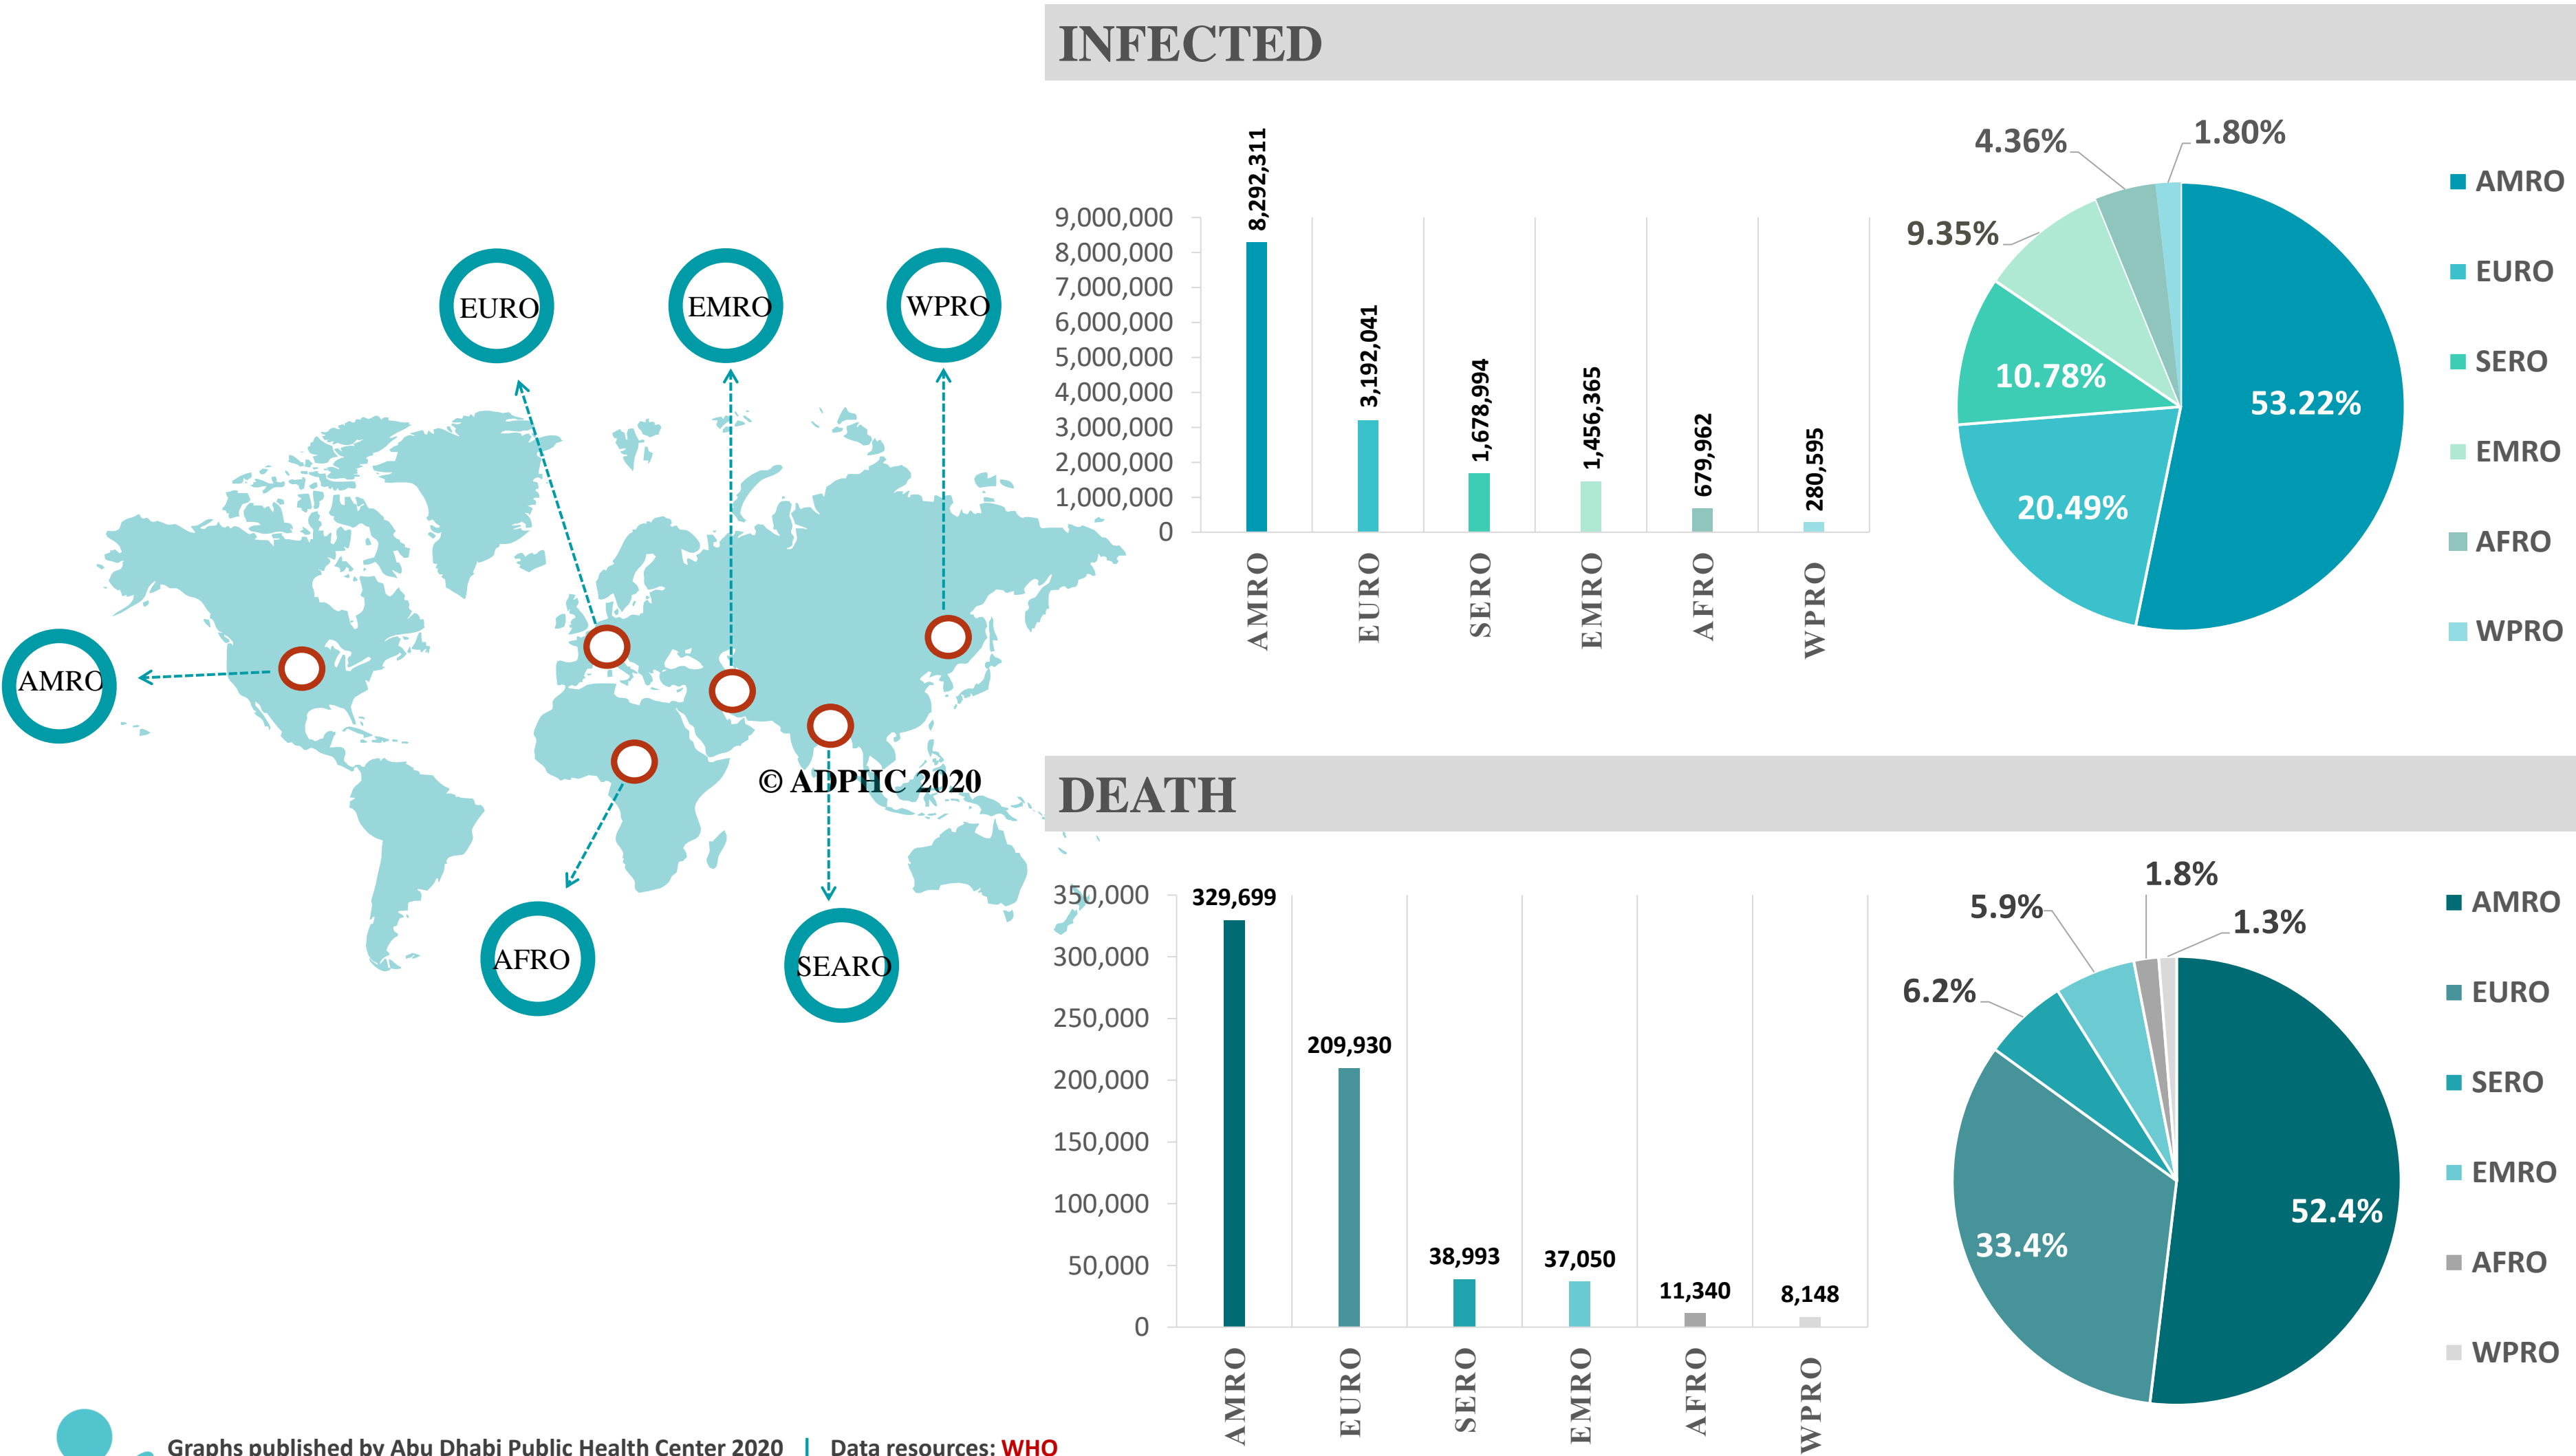 EURO
EMRO
WPRO
AMRO
AFRO
SEARO
© ADPHC 2020
INFECTED
9,000,000
8,000,000
7,000,000
6,000,000
5,000,000
4,000,000
3,000,000
2,000,000
1,000,000
0
8,292,311
3,192,041
1,678,994
1,456,365
679,962
280,595
AMRO
EURO
SERO
EMRO
AFRO
WPRO
4.36%
1.80%
9.35%
10.78%
53.22%
20.49%
AMRO
EURO
SERO
EMRO
AFRO
WPRO
DEATH
350,000
300,000
250,000
200,000
150,000
100,000
50,000
0
329,699
209,930
38,993
37,050
11,340
8,148
AMRO
EURO
SERO
EMRO
AFRO
WPRO
1.8%
5.9%
1.3%
6.2%
52.4%
33.4%
AMRO
EURO
SERO
EMRO
AFRO
WPRO
Graphs published by Abu Dhabi Public Health Center 2020 | Data resources: WHO